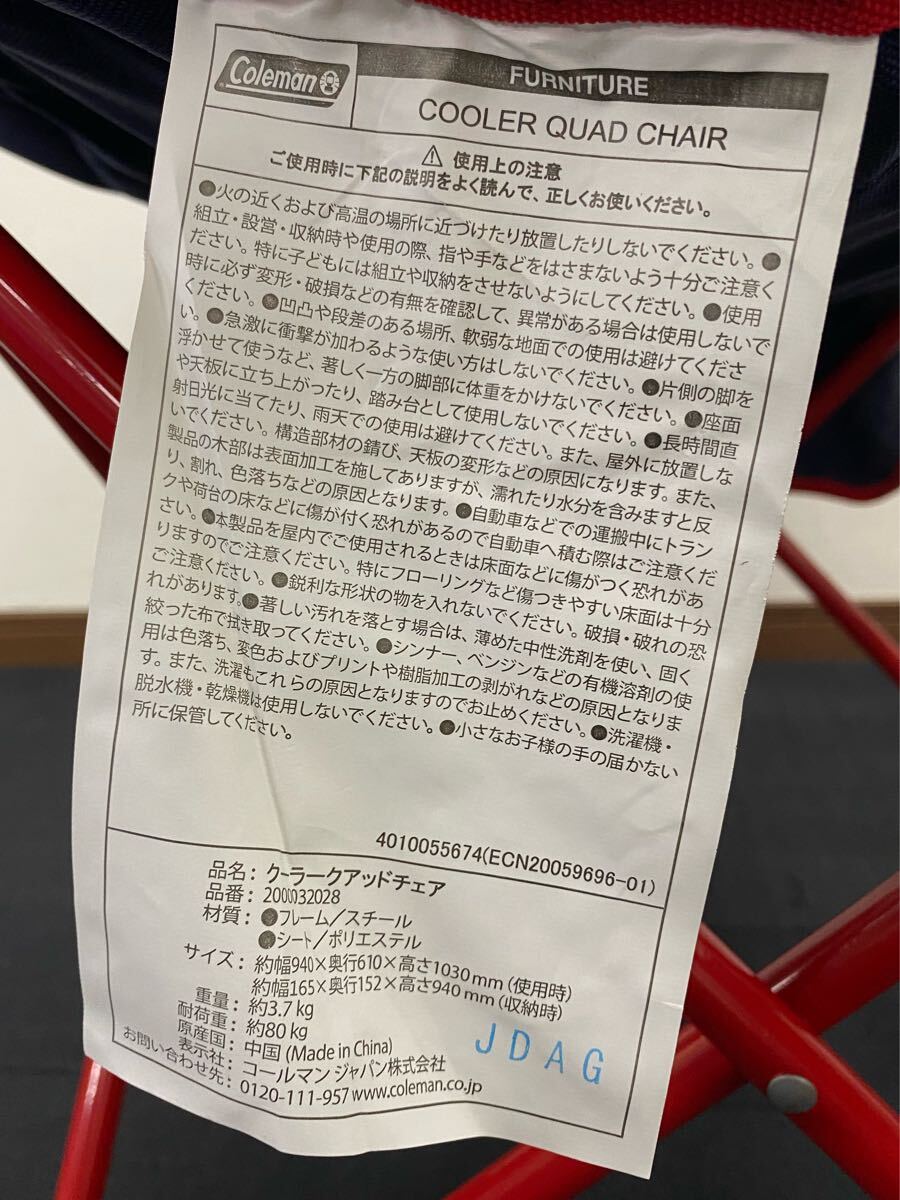 Coleman
FURNITURE
COOLER QUAD CHAIR
⚠ 使用上の注意
ご使用時に下記の説明をよく読んで、正しくお使いください。
●火の近くおよび高温の場所に近づけたり放置したりしないでください。●
組立・設営・収納時や使用の際、指や手などをはさまないよう十分ご注意く
ださい。特に子どもには組立や収納をさせないようにしてください。●使用
時に必ず変形・破損などの有無を確認して、異常がある場合は使用しないで
ください。●凹凸や段差のある場所、軟弱な地面での使用は避けてくださ
い。●急激に衝撃が加わるような使い方はしないでください。●片側の脚を
浮かせて使うなど、著しく一方の脚部に体重をかけないでください。●座面
や天板に立ち上がったり、踏み台として使用しないでください。●長時間直
射日光に当てたり、雨天での使用は避けてください。また、屋外に放置しな
いでください。構造部材の錆び、天板の変形などの原因になります。また、
製品の木部は表面加工を施してありますが、濡れたり水分を含みますと反
り、割れ、色落ちなどの原因となります。●自動車などでの運搬中にトラン
クや荷台の床などに傷が付く恐れがあるので自動車へ積む際はご注意くだ
さい。●本製品を屋内でご使用されるときは床面などに傷がつく恐れがあ
りますのでご注意ください。特にフローリングなど傷つきやすい床面は十分
ご注意ください。●鋭利な形状の物を入れないでください。破損・破れの恐
れがあります。●著しい汚れを落とす場合は、薄めた中性洗剤を使い、固く
絞った布で拭き取ってください。●シンナー、ベンジンなどの有機溶剤の使
用は色落ち、変色およびプリントや樹脂加工の剥がれなどの原因となりま
す。また、洗濯もこれらの原因となりますのでお止めください。●洗濯機・
脱水機・乾燥機は使用しないでください。●小さなお子様の手の届かない
所に保管してください。
4010055674(ECN20059696-01)
品名：クーラークアッドチェア
品番：2000032028
材質：●フレーム／スチール
●シート／ポリエステル
サイズ：約幅940×奥行610×高さ1030mm（使用時）
約幅165×奥行152×高さ940mm（収納時）
重量：約3.7kg
耐荷重：約80kg
原産国：中国（Made in China）
表示社：コールマン ジャパン株式会社
お問い合わせ先：0120-111-957 www.coleman.co.jp
JDAG